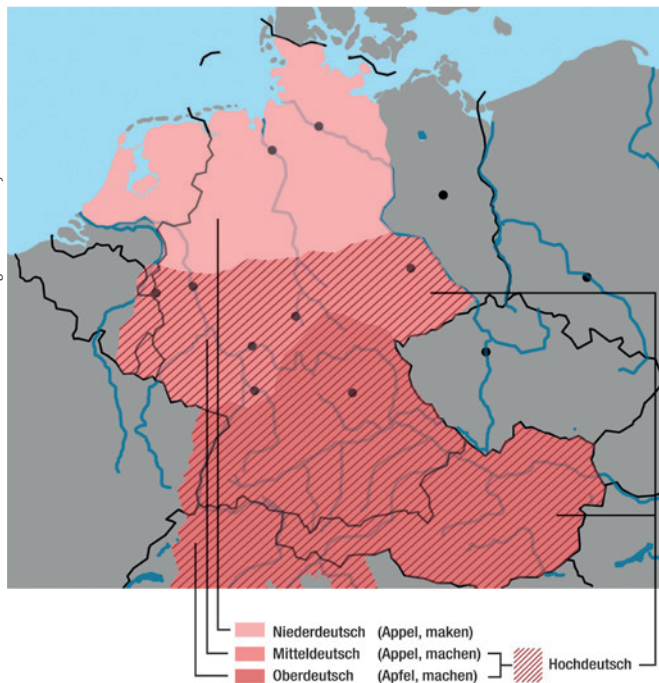 Niederdeutsch (Appel, maken)
Mitteldeutsch (Appel, machen)
Hochdeutsch
Oberdeutsch (Apfel, machen)